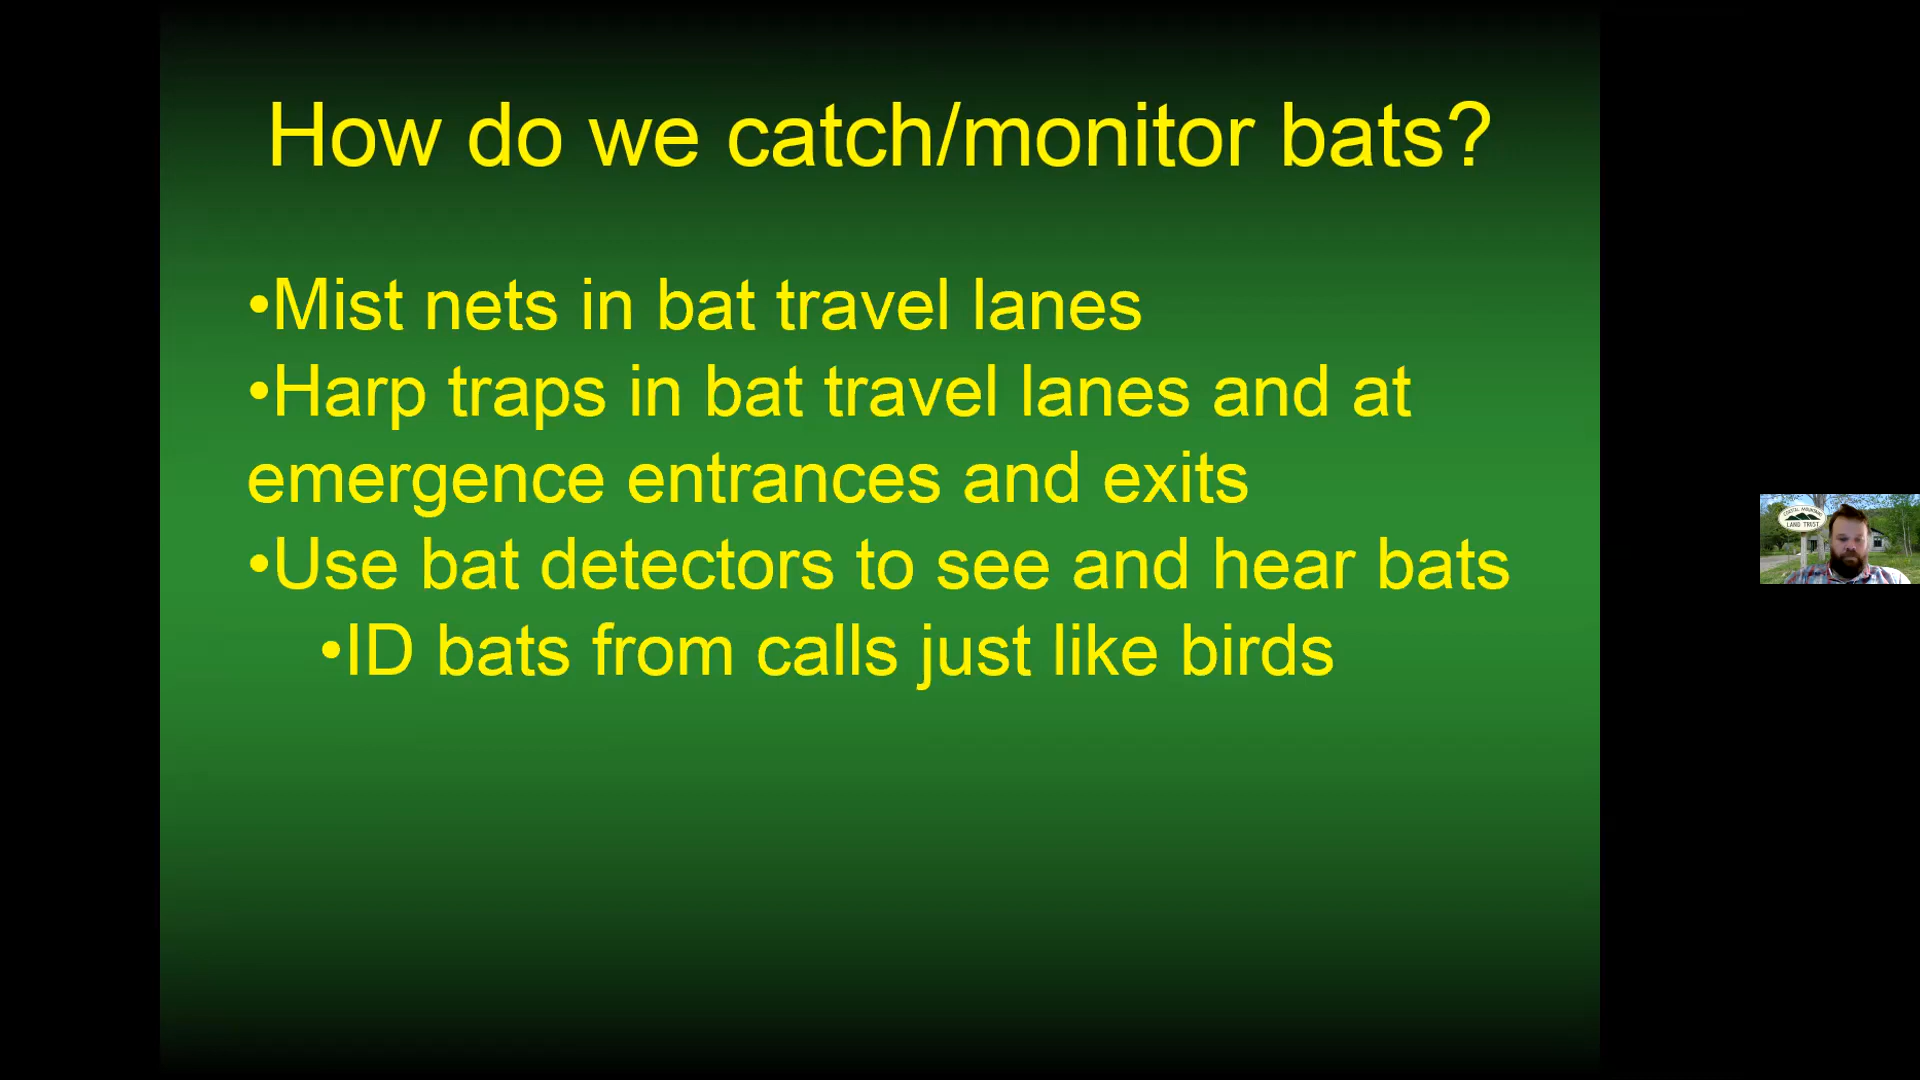 How do we catch/monitor bats?
•Mist nets in bat travel lanes
•Harp traps in bat travel lanes and at
emergence entrances and exits
•Use bat detectors to see and hear bats
•ID bats from calls just like birds
COASTAL MOUNTAINS
LAND TRUST